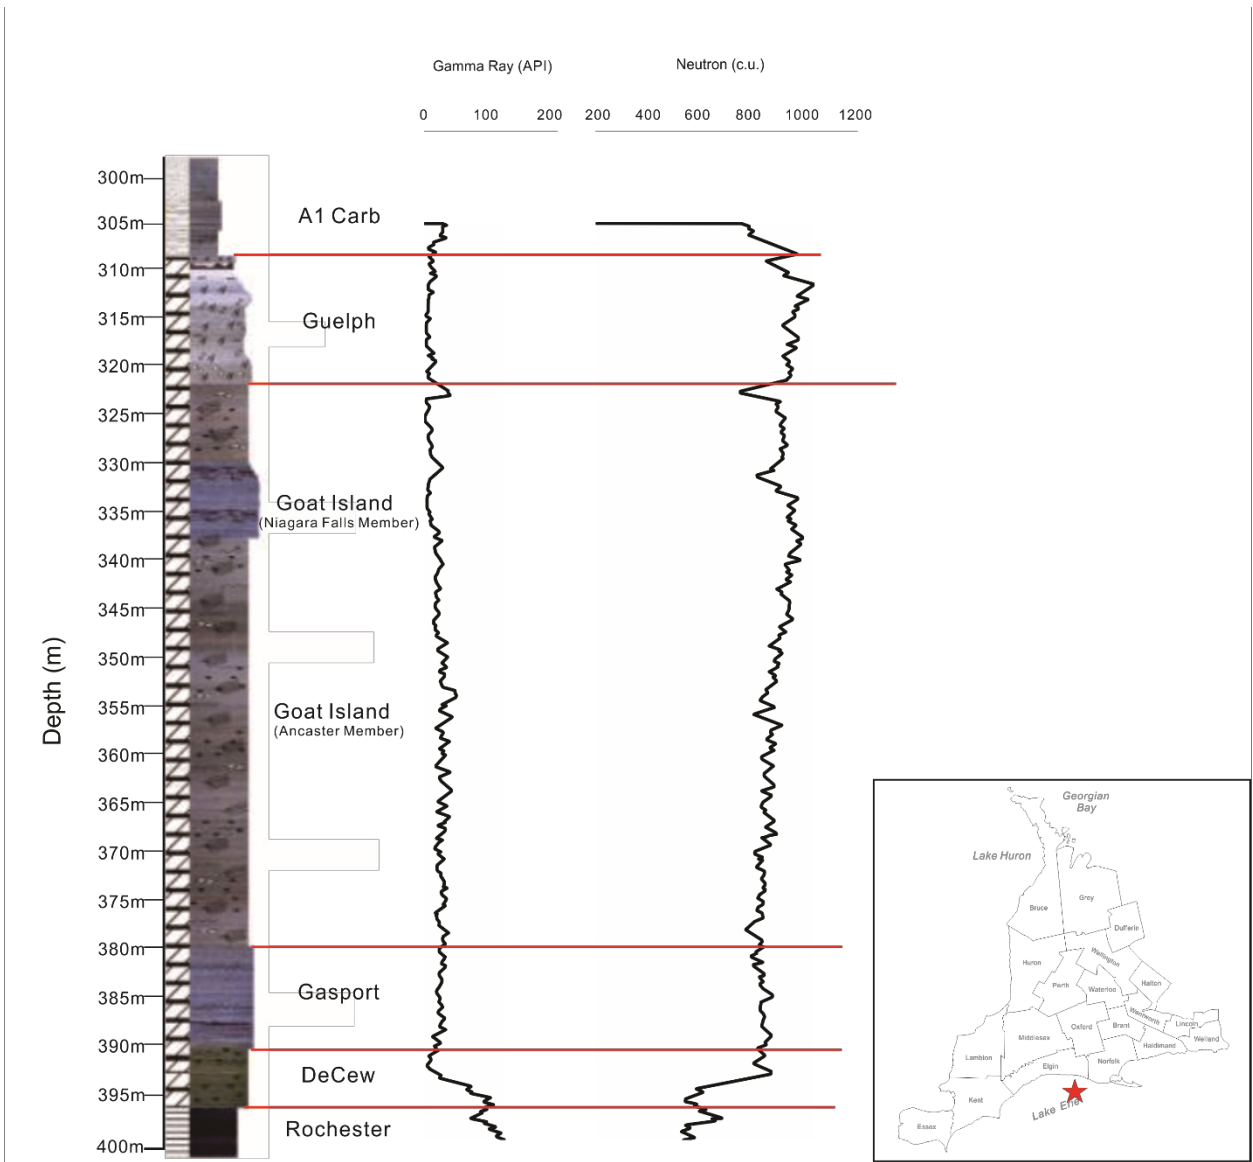 Gamma Ray (API) Neutron (c.u.)
0 100 200 200 400 600 800 1000 1200
300m
305m
A1 Carb
310m
315m
Guelph
320m
325m
330m
Goat Island
(Niagara Falls Member)
335m
340m
345m
350m
Depth (m)
355m
Goat Island
(Ancaster Member)
360m
365m
370m
375m
380m
385m
Gasport
390m
DeCew
395m
Rochester
400m
Georgian
Bay
Lake Huron
Bruce
Grey
Dufferin
Huron
Wellington
Perth
Waterloo
Halton
Middlesex
Oxford
Brant
Wentworth
Lincoln
Welland
Haldimand
Lambton
Elgin
Norfolk
Kent
Lake Erie
Essex